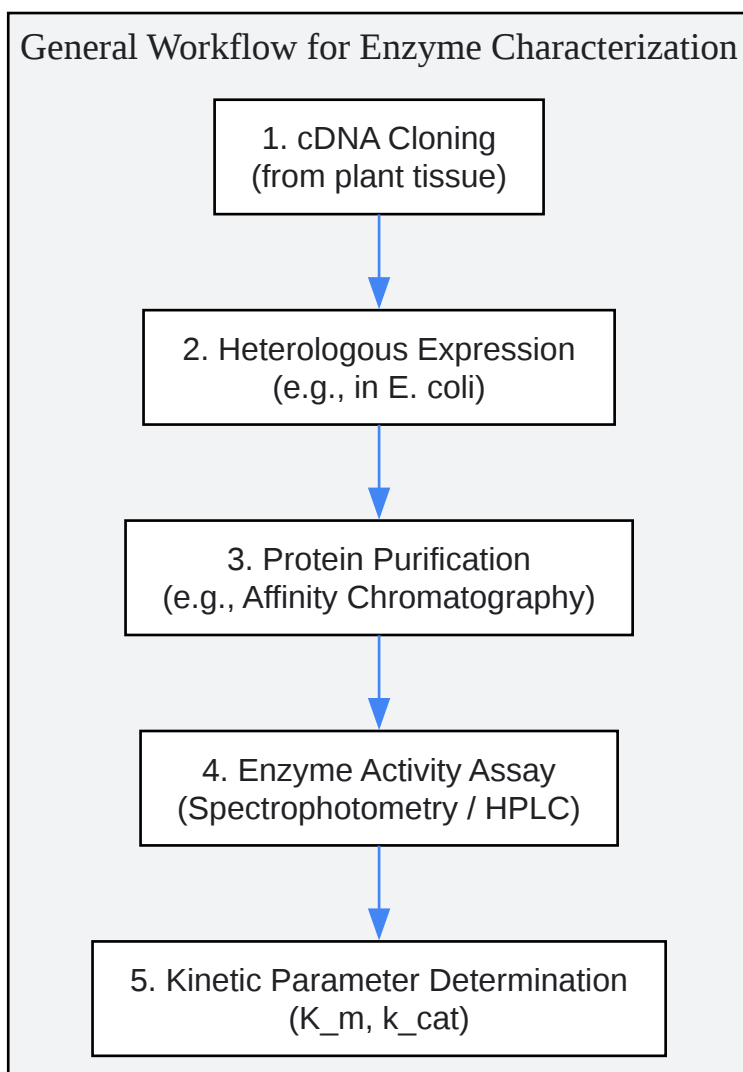 General Workflow for Enzyme Characterization
1. cDNA Cloning
(from plant tissue)
2. Heterologous Expression
(e.g., in E. coli)
3. Protein Purification
(e.g., Affinity Chromatography)
4. Enzyme Activity Assay
(Spectrophotometry / HPLC)
5. Kinetic Parameter Determination
(K_m, k_cat)